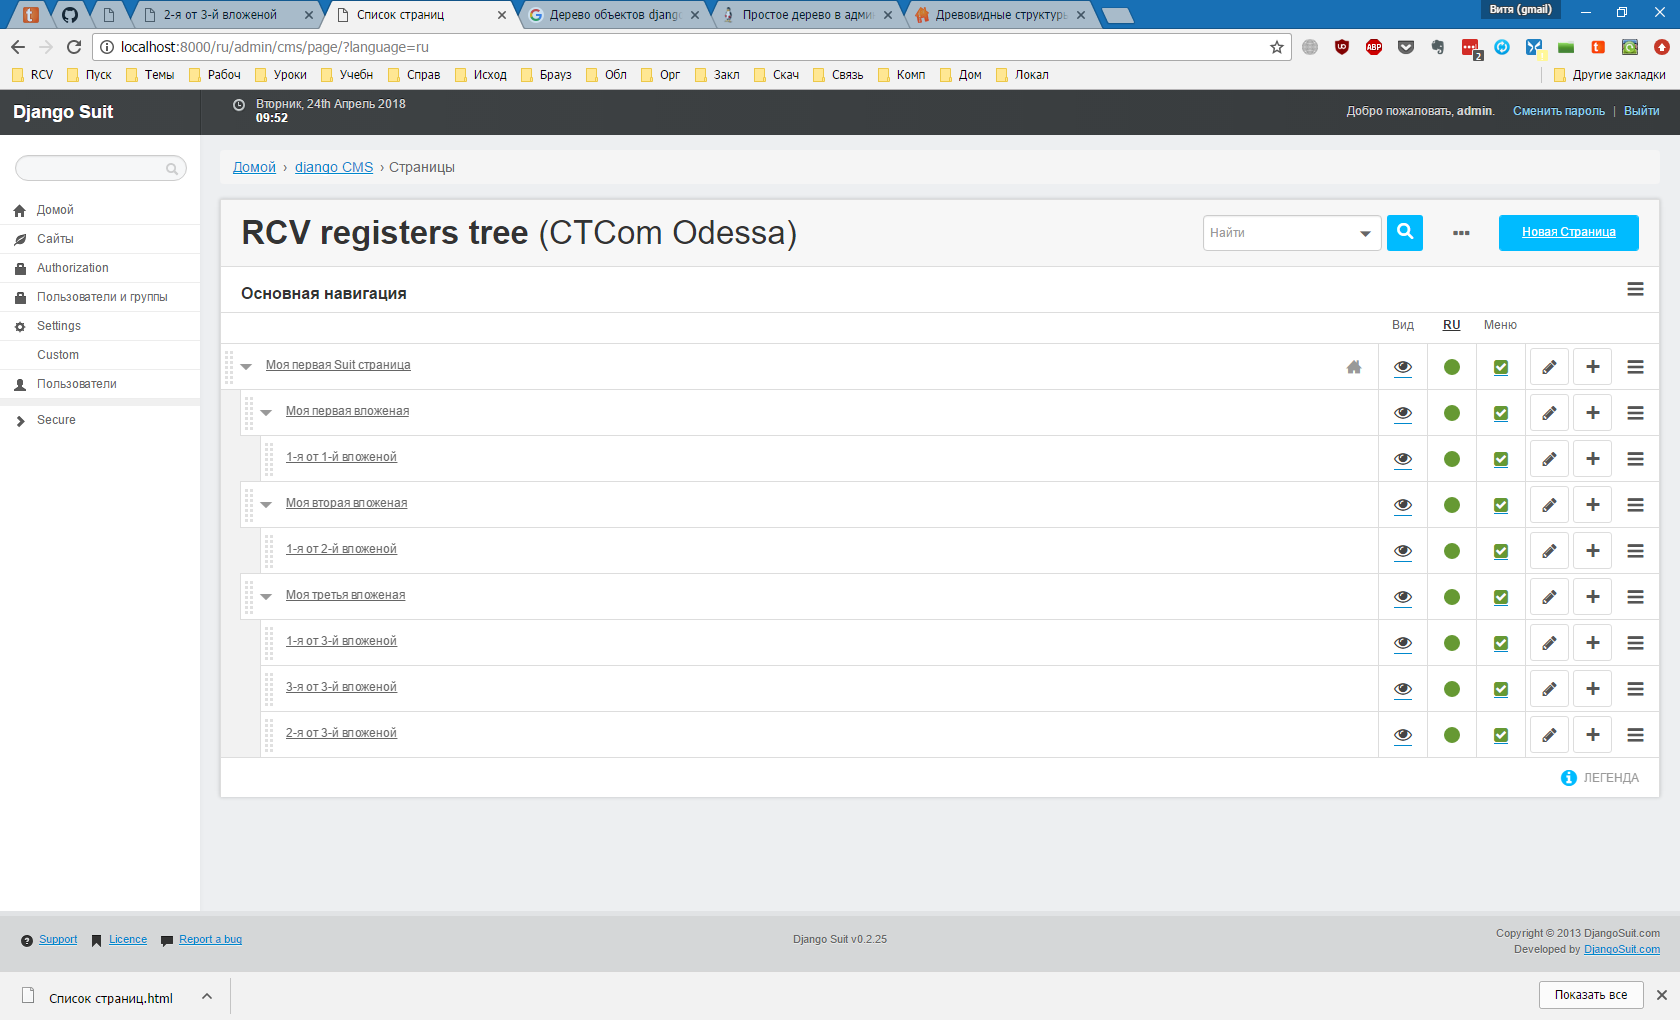 2-я от 3-й вложеной
Список страниц
Дерево объектов django
Простое дерево в адми
Древовидные структуры
Витя (gmail)
localhost:8000/ru/admin/cms/page/?language=ru
ABP
2
RCV
Пуск
Темы
Рабоч
Уроки
Учебн
Справ
Исход
Брауз
Обл
Орг
Закл
Скач
Связь
Комп
Дом
Локал
Другие закладки
Django Suit
Вторник, 24th Апрель 2018
09:52
Добро пожаловать, admin.
Сменить пароль | Выйти
Домой
Сайты
Authorization
Пользователи и группы
Settings
Custom
Пользователи
Secure
Домой › django CMS › Страницы
RCV registers tree (CTCom Odessa)
Найти
Новая Страница
Основная навигация
Вид RU Меню
Моя первая Suit страница
Моя первая вложеная
1-я от 1-й вложеной
Моя вторая вложеная
1-я от 2-й вложеной
Моя третья вложеная
1-я от 3-й вложеной
3-я от 3-й вложеной
2-я от 3-й вложеной
ЛЕГЕНДА
Support
Licence
Report a bug
Django Suit v0.2.25
Copyright © 2013 DjangoSuit.com
Developed by DjangoSuit.com
Список страниц.html
Показать все